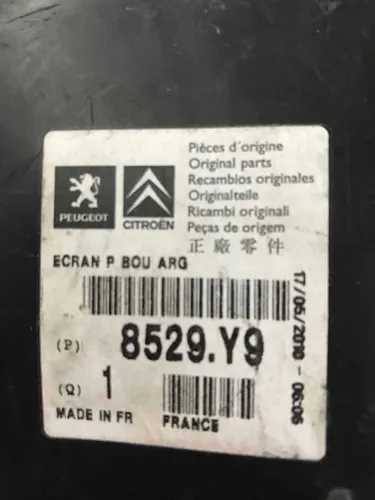 PEUGEOT
CITROËN
Pièces d'origine
Original parts
Recambios originales
Originalteile
Ricambi originali
Peças de origem
正廠零件
ECRAN P BOU ARG
(P) 8529.Y9
(Q) 1
MADE IN FR FRANCE
17/05/2010 - 06:06